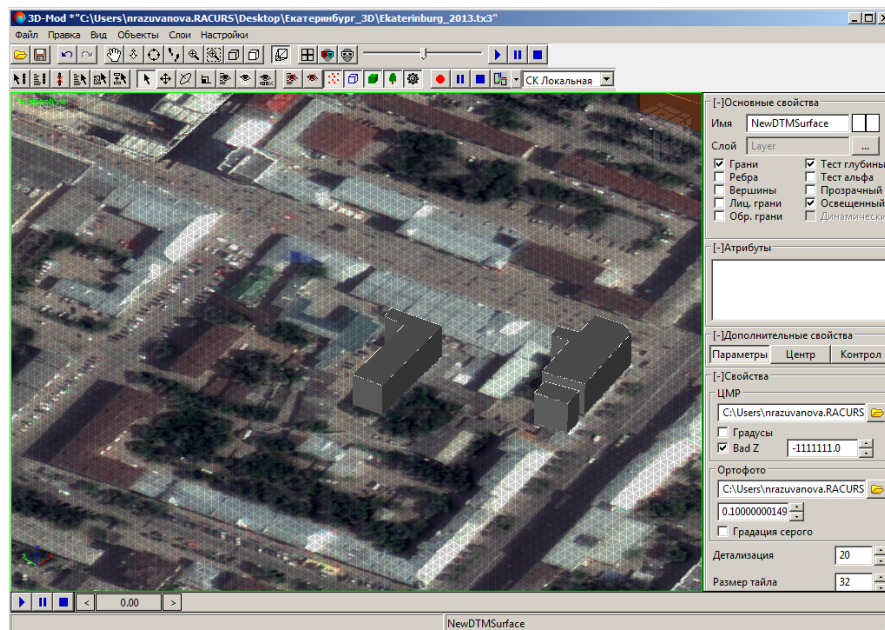 3D-Mod *"C:\Users\nrazuvanova.RACURS\Desktop\Екатеринбург_3D\Ekaterinburg_2013.tx3"
Файл Правка Вид Объекты Слои Настройки
СК Локальная
[-]Основные свойства
Имя NewDTMSurface
Слой Layer ...
Грани Тест глубины
Ребра Тест альфа
Вершины Прозрачный
Лиц. грани Освещенный
Обр. грани Динамически
[-]Атрибуты
[-]Дополнительные свойства
Параметры Центр Контрол
[-]Свойства
ЦМР
C:\Users\nrazuvanova.RACURS
Градусы
Bad Z -1111111.0
Ортофото
C:\Users\nrazuvanova.RACURS
0.10000000149
Градация серого
Детализация 20
Размер тайла 32
< 0.00 >
NewDTMSurface